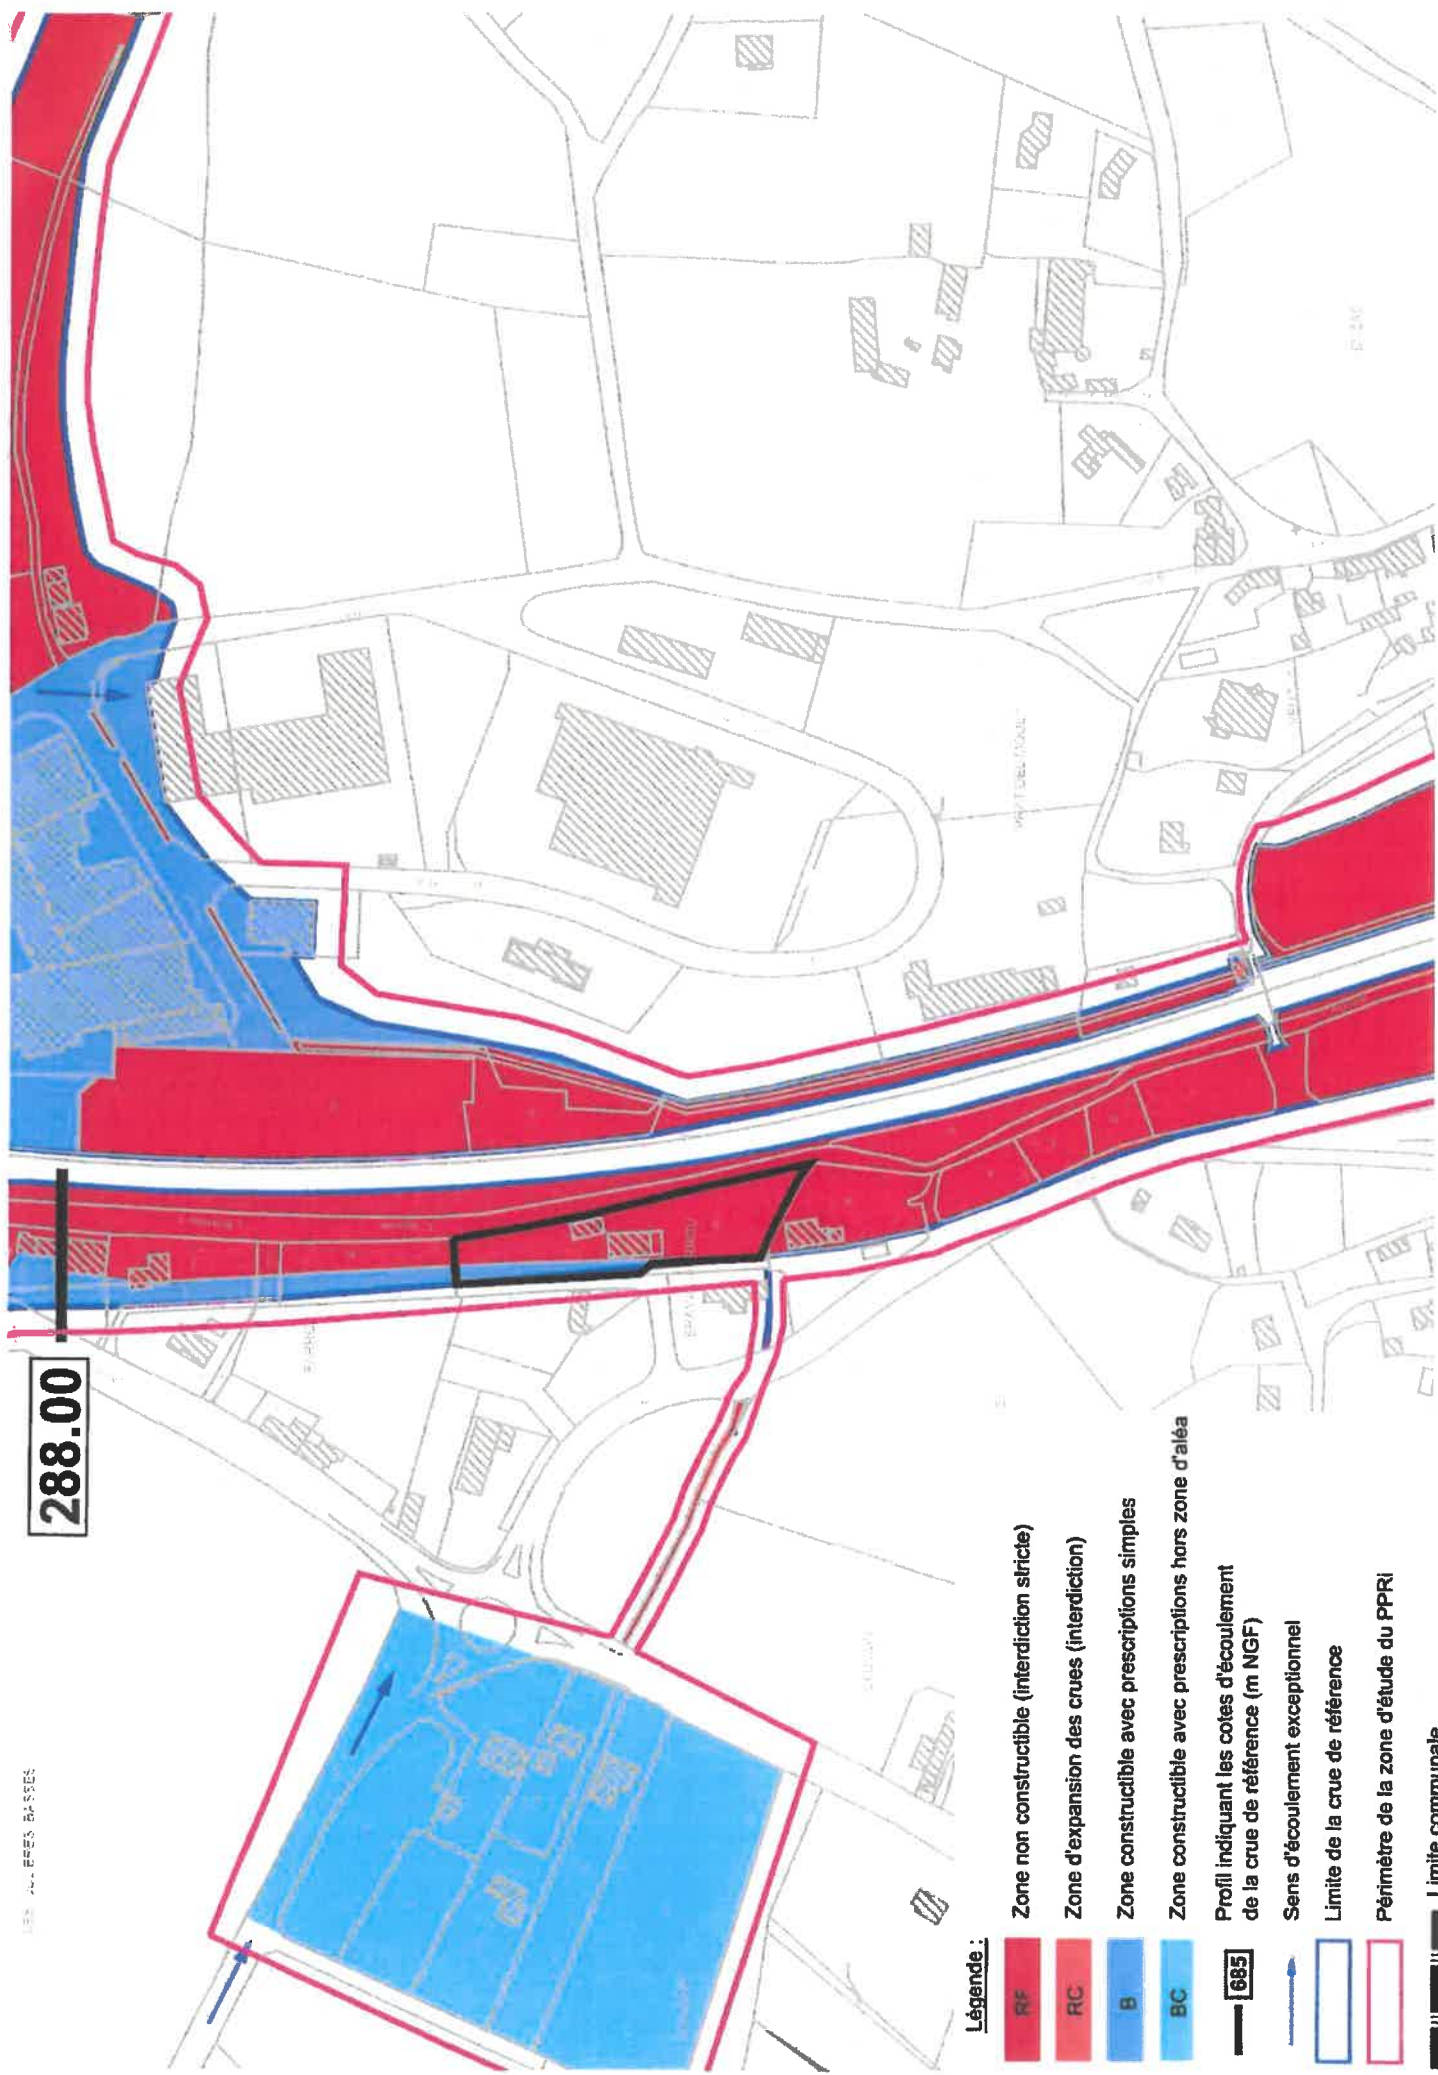 288.00
Légende :
RF Zone non constructible (interdiction stricte)
RC Zone d'expansion des crues (interdiction)
B Zone constructible avec prescriptions simples
BC Zone constructible avec prescriptions hors zone d'aléa
685 Profil indiquant les cotes d'écoulement
de la crue de référence (m NGF)
Sens d'écoulement exceptionnel
Limite de la crue de référence
Périmètre de la zone d'étude du PPRi
Limite communale